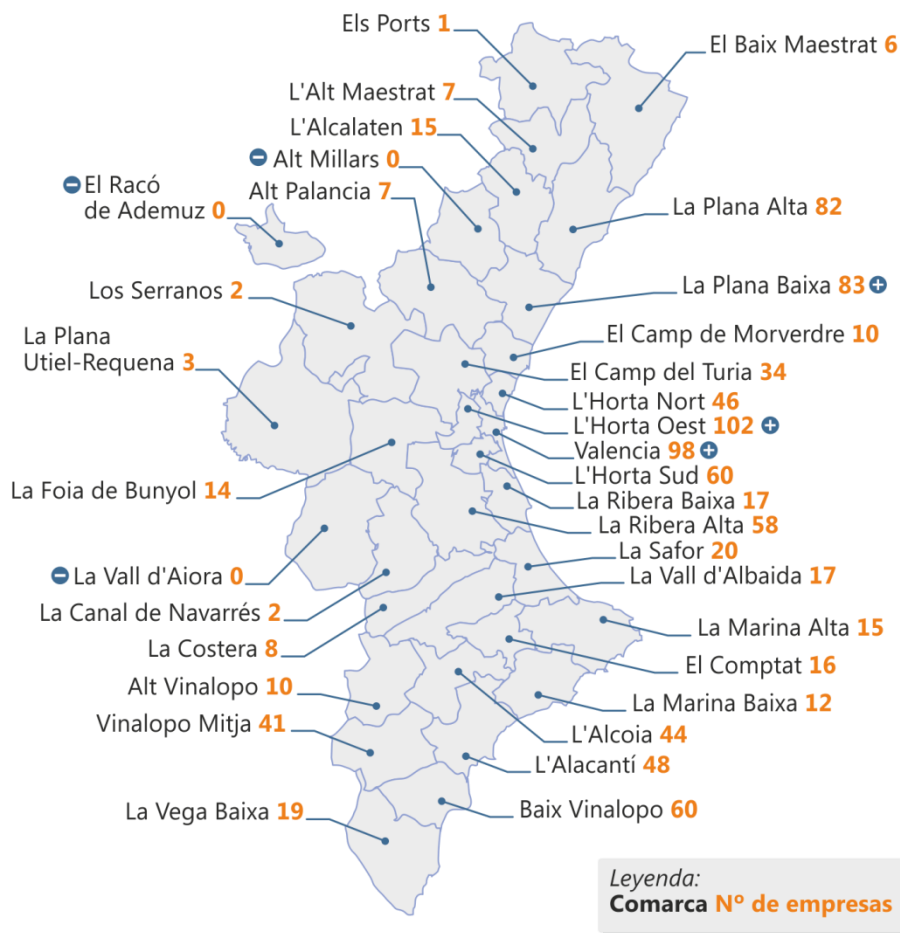 Els Ports 1
El Baix Maestrat 6
L'Alt Maestrat 7
L'Alcalaten 15
Alt Millars 0
El Racó
de Ademuz 0
Alt Palancia 7
La Plana Alta 82
Los Serranos 2
La Plana Baixa 83
La Plana
Utiel-Requena 3
El Camp de Morverdre 10
El Camp del Turia 34
L'Horta Nort 46
L'Horta Oest 102
Valencia 98
L'Horta Sud 60
La Foia de Bunyol 14
La Ribera Baixa 17
La Ribera Alta 58
La Safor 20
La Vall d'Aiora 0
La Vall d'Albaida 17
La Canal de Navarrés 2
La Marina Alta 15
La Costera 8
El Comptat 16
Alt Vinalopo 10
La Marina Baixa 12
Vinalopo Mitja 41
L'Alcoia 44
L'Alacantí 48
La Vega Baixa 19
Baix Vinalopo 60
Leyenda:
Comarca Nº de empresas